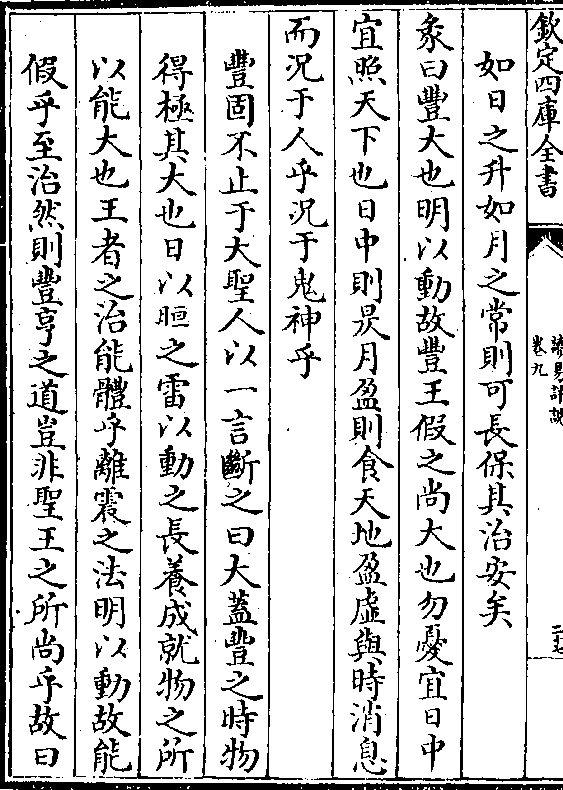 欽定四庫全書
讀易詳說
卷九
如日之升如月之常則可長保其治安矣
彖曰豐大也明以動故豐王假之尚大也勿憂宜日中
宜照天下也日中則昃月盈則食天地盈虛與時消息
而況于人乎況于鬼神乎
豐固不止于大聖人以一言斷之曰大蓋豐之時物
得極其大也日以晅之雷以動之長養成就物之所
以能大也王者之治能體乎離震之法明以動故能
假乎至治然則豐亨之道豈非聖王之所尚乎故曰